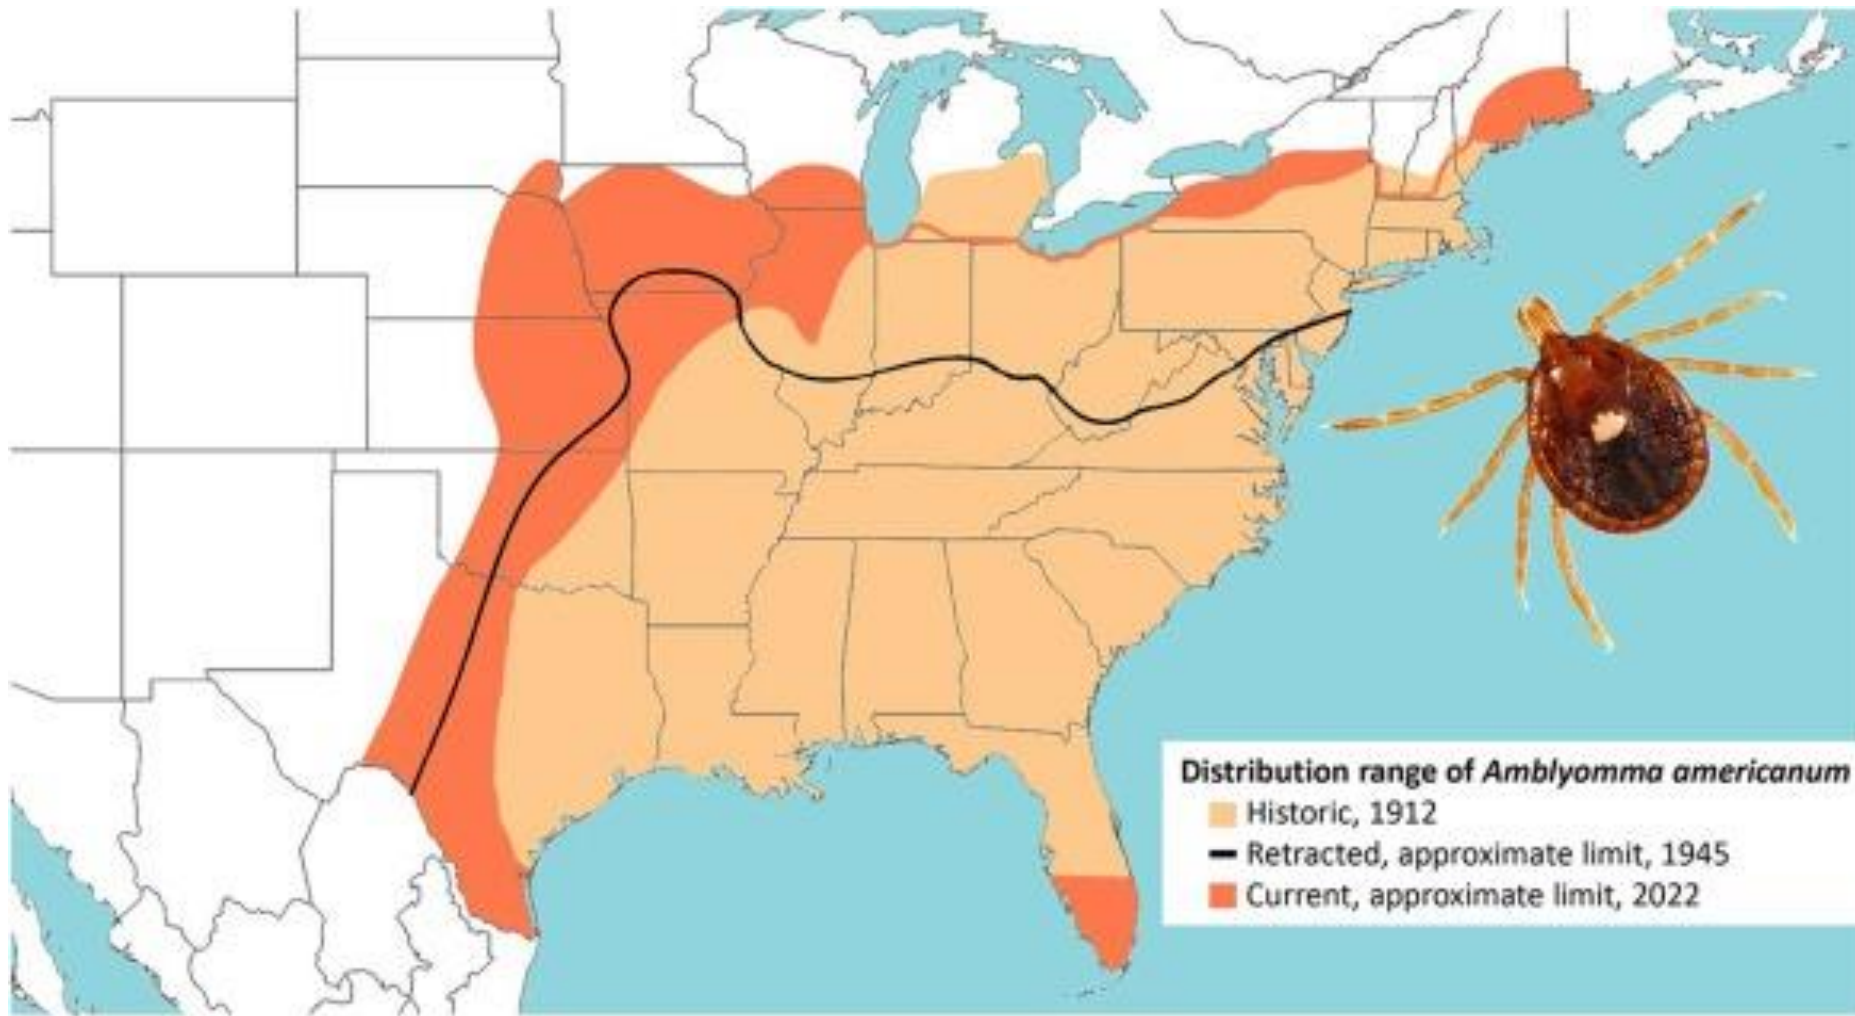 Distribution range of Amblyomma americanum
Historic, 1912
Retracted, approximate limit, 1945
Current, approximate limit, 2022